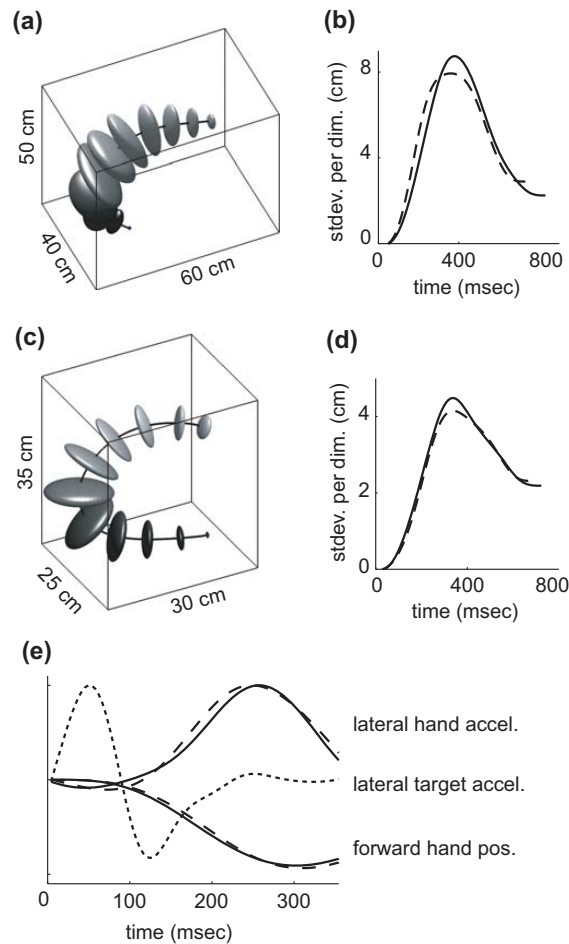 (a)
50 cm
40 cm
60 cm
(b)
stdev. per dim. (cm)
8
4
0
0
400
800
time (msec)
(c)
35 cm
25 cm
30 cm
(d)
stdev. per dim. (cm)
4
2
0
0
400
800
time (msec)
(e)
lateral hand accel.
lateral target accel.
forward hand pos.
0
100
200
300
time (msec)